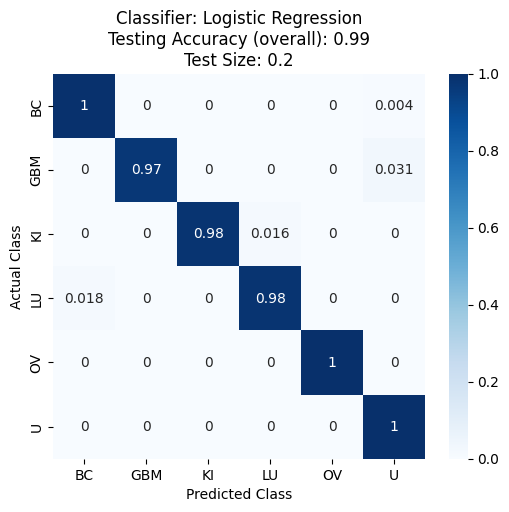 Classifier: Logistic Regression
Testing Accuracy (overall): 0.99
Test Size: 0.2
BC 1 0 0 0 0 0.004
GBM 0 0.97 0 0 0 0.031
KI 0 0 0.98 0.016 0 0
LU 0.018 0 0 0.98 0 0
OV 0 0 0 0 1 0
U 0 0 0 0 0 1
BC GBM KI LU OV U
Actual Class
Predicted Class
1.0
0.8
0.6
0.4
0.2
0.0